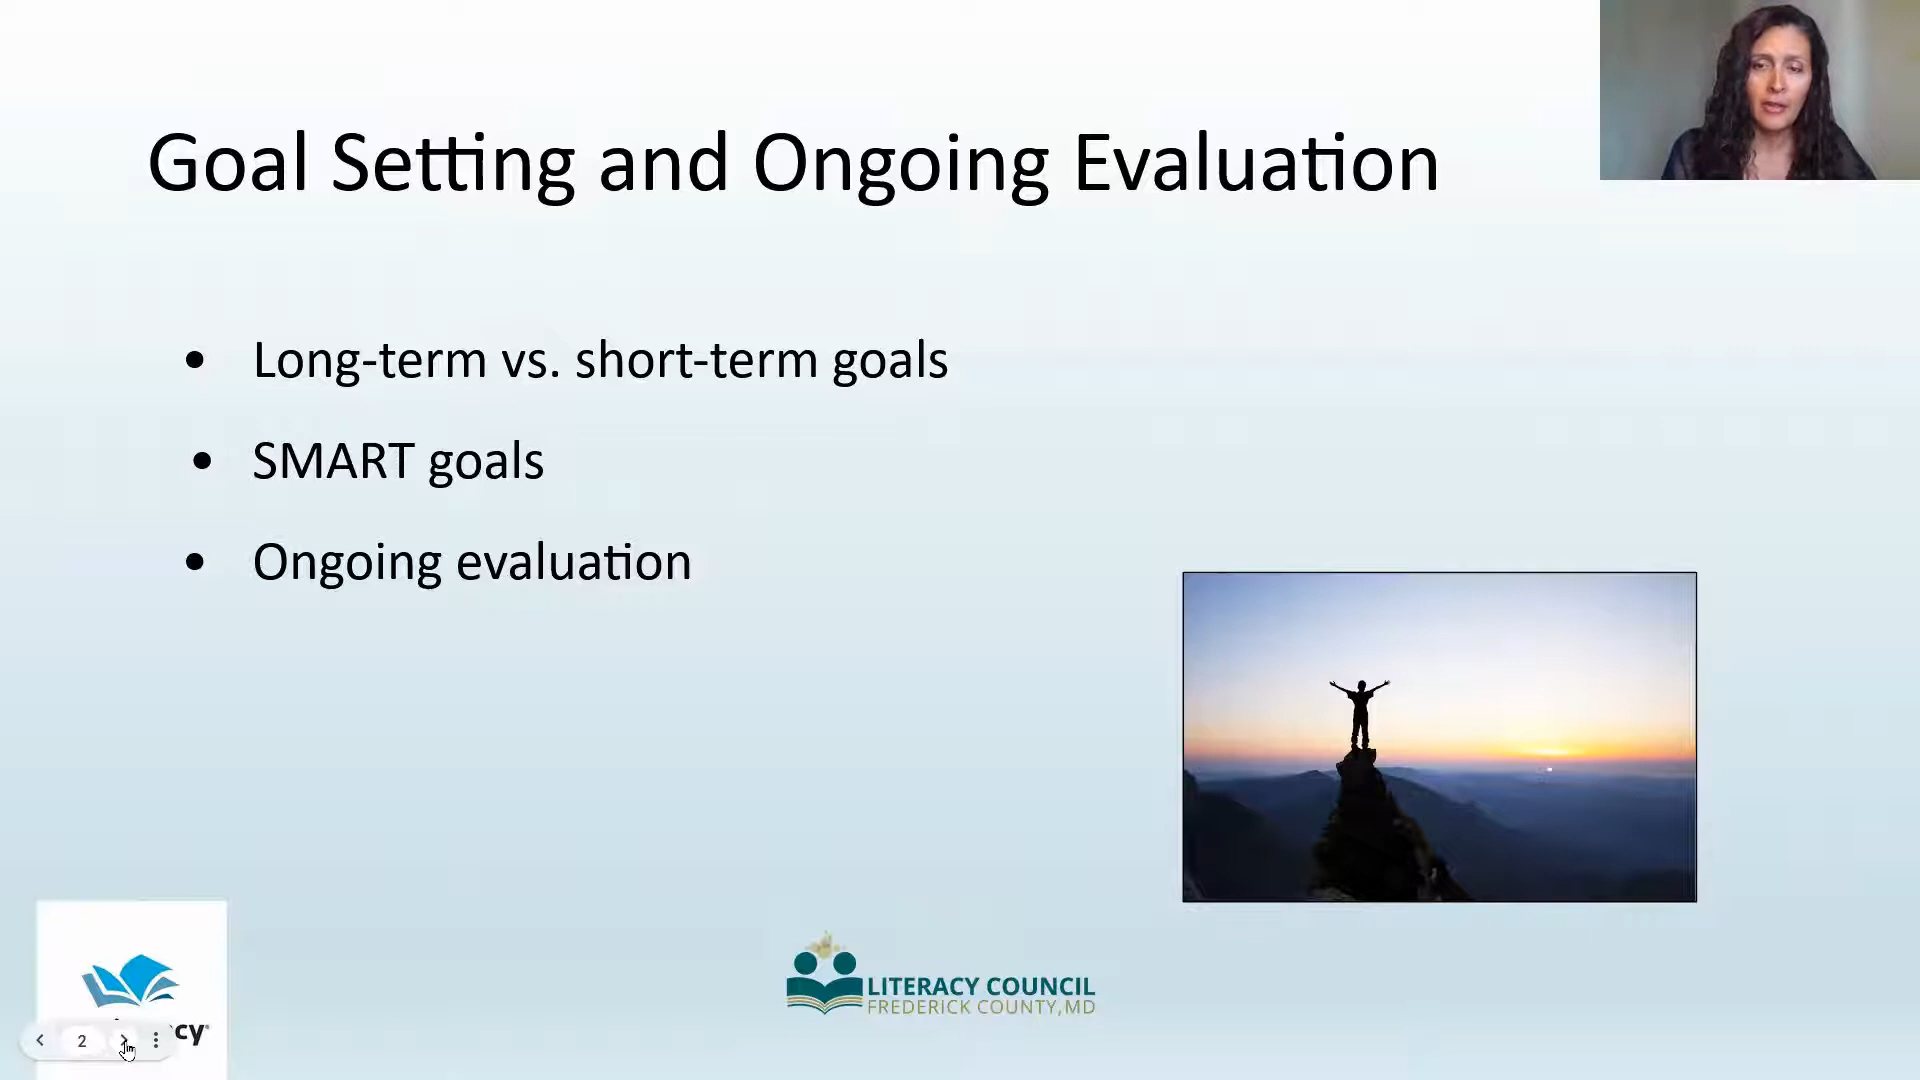 Goal Setting and Ongoing Evaluation
• Long-term vs. short-term goals
• SMART goals
• Ongoing evaluation
LITERACY COUNCIL
FREDERICK COUNTY, MD
2